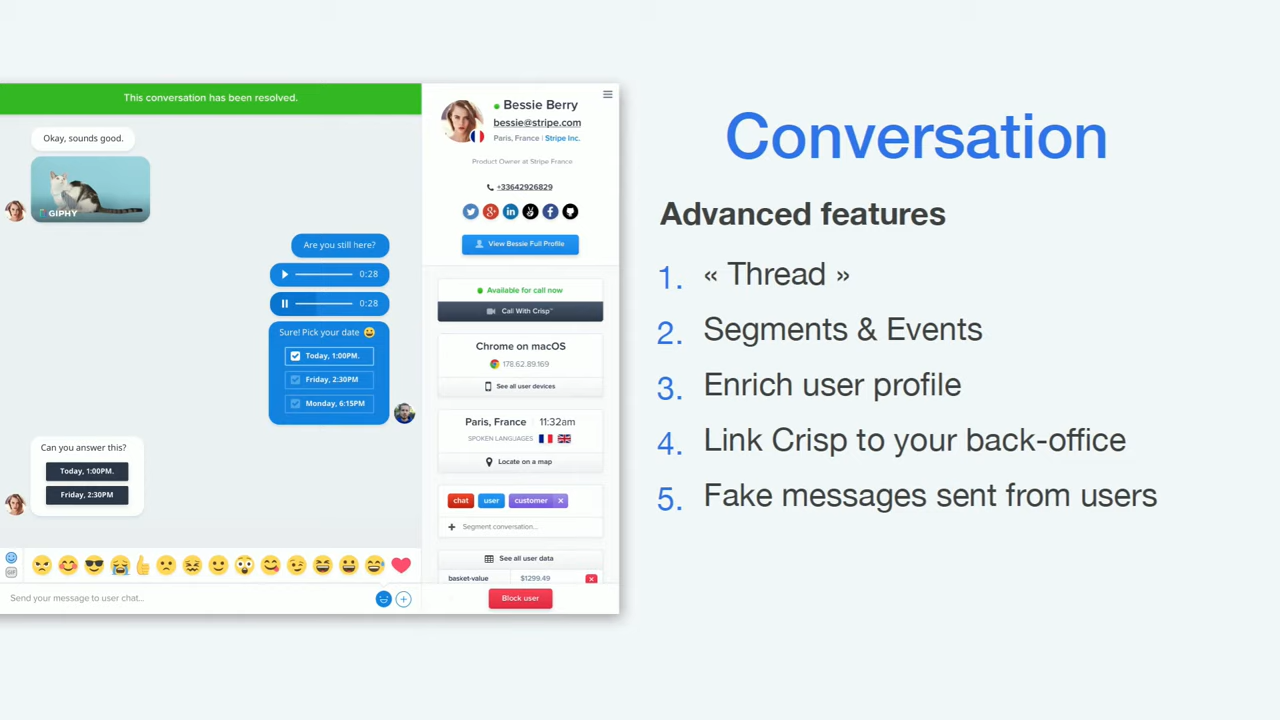 This conversation has been resolved.
Okay, sounds good.
GIPHY
Are you still here?
0:28
0:28
Sure! Pick your date
Today, 1:00PM.
Friday, 2:30PM
Monday, 6:15PM
Can you answer this?
Today, 1:00PM.
Friday, 2:30PM
GIF
Send your message to user chat...
Bessie Berry
bessie@stripe.com
Paris, France | Stripe Inc.
Product Owner at Stripe France
+33642926829
View Bessie Full Profile
Available for call now
Call With Crisp™
Chrome on macOS
178.62.89.169
See all user devices
Paris, France 11:32am
SPOKEN LANGUAGES
Locate on a map
chat user customer ×
Segment conversation...
See all user data
basket-value $1299.49
Block user
Conversation
Advanced features
1. « Thread »
2. Segments & Events
3. Enrich user profile
4. Link Crisp to your back-office
5. Fake messages sent from users